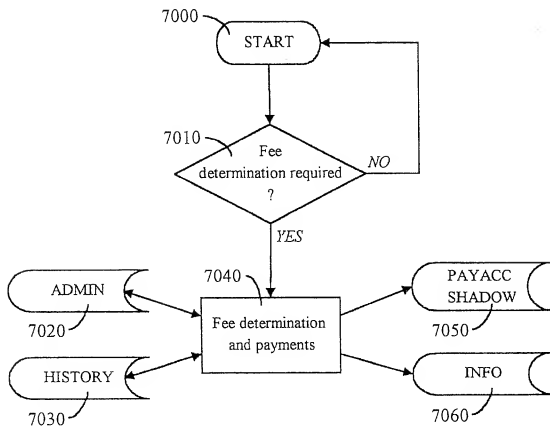 7000
START
7010
Fee
determination required
?
NO
YES
7040
ADMIN
7020
Fee determination
and payments
PAYACC
SHADOW
7050
HISTORY
7030
INFO
7060